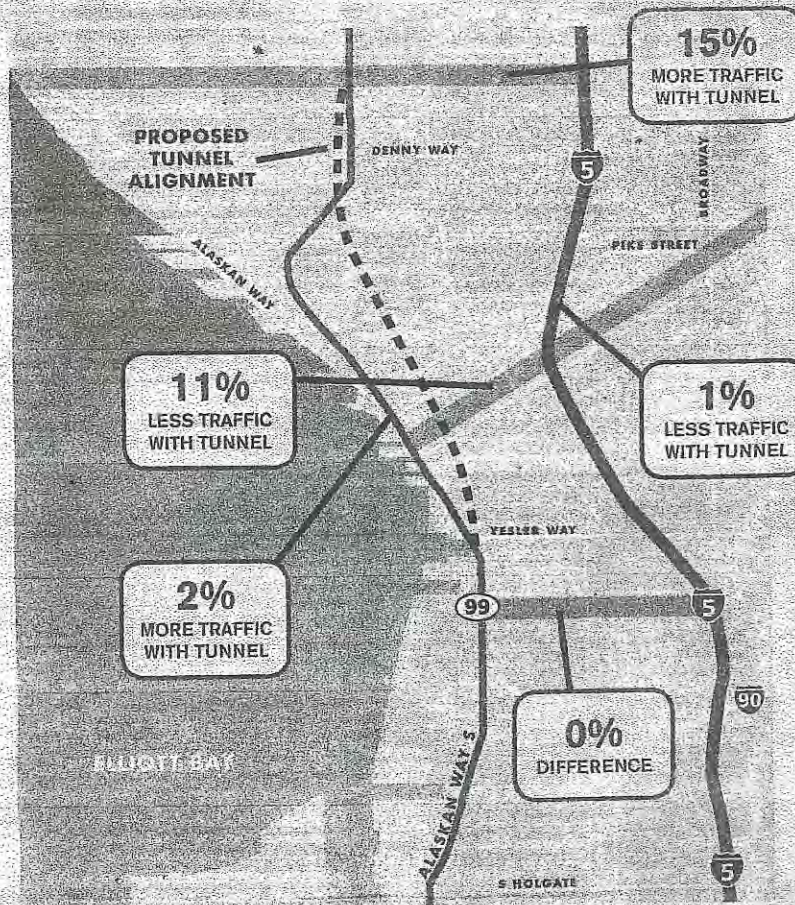 15%
MORE TRAFFIC
WITH TUNNEL
PROPOSED
TUNNEL
ALIGNMENT
DENNY WAY
5
BROADWAY
PIKE STREET
ALASKAN WAY
11%
LESS TRAFFIC
WITH TUNNEL
1%
LESS TRAFFIC
WITH TUNNEL
YESLER WAY
2%
MORE TRAFFIC
WITH TUNNEL
99
5
90
0%
DIFFERENCE
ELLIOTT BAY
ALASKAN WAY S
5
S HOLGATE